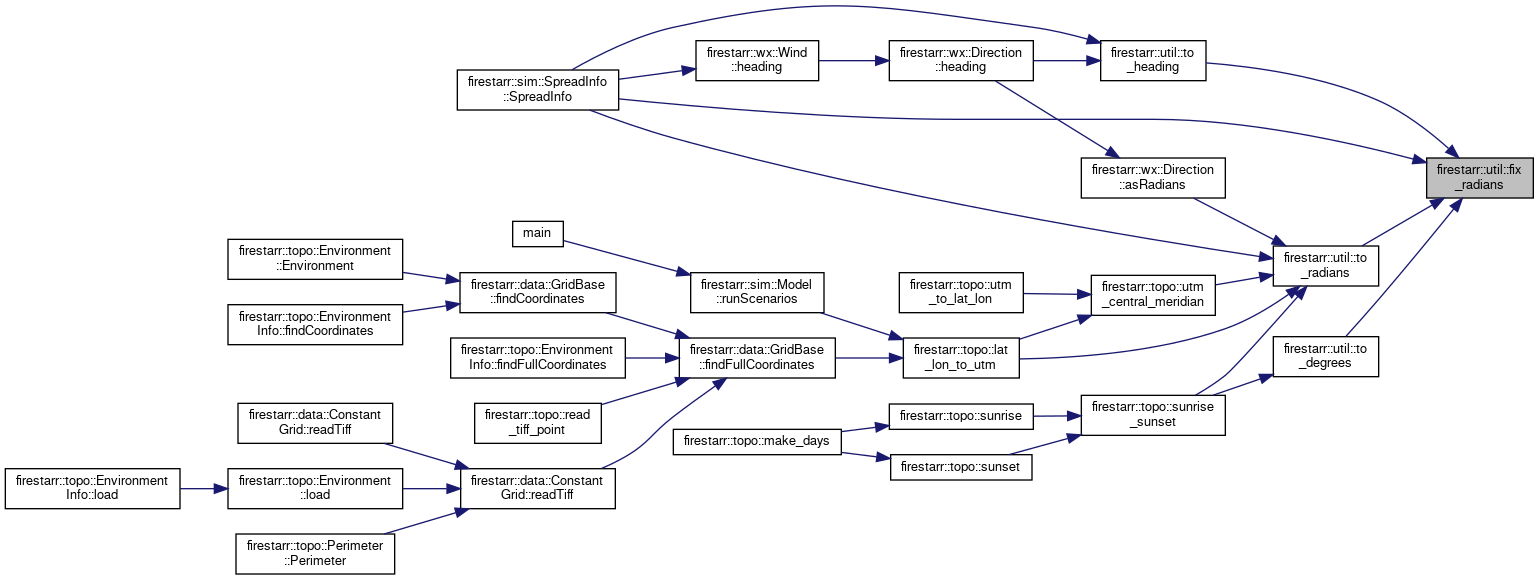 firestarr::sim::SpreadInfo
::SpreadInfo
firestarr::wx::Wind
::heading
firestarr::wx::Direction
::heading
firestarr::util::to
_heading
firestarr::wx::Direction
::asRadians
firestarr::util::fix
_radians
main
firestarr::topo::Environment
::Environment
firestarr::data::GridBase
::findCoordinates
firestarr::sim::Model
::runScenarios
firestarr::topo::utm
_to_lat_lon
firestarr::topo::utm
_central_meridian
firestarr::util::to
_radians
firestarr::topo::Environment
Info::findCoordinates
firestarr::topo::Environment
Info::findFullCoordinates
firestarr::data::GridBase
::findFullCoordinates
firestarr::topo::lat
_lon_to_utm
firestarr::util::to
_degrees
firestarr::data::Constant
Grid::readTiff
firestarr::topo::read
_tiff_point
firestarr::topo::make_days
firestarr::topo::sunrise
firestarr::topo::sunrise
_sunset
firestarr::topo::sunset
firestarr::topo::Environment
Info::load
firestarr::topo::Environment
::load
firestarr::data::Constant
Grid::readTiff
firestarr::topo::Perimeter
::Perimeter